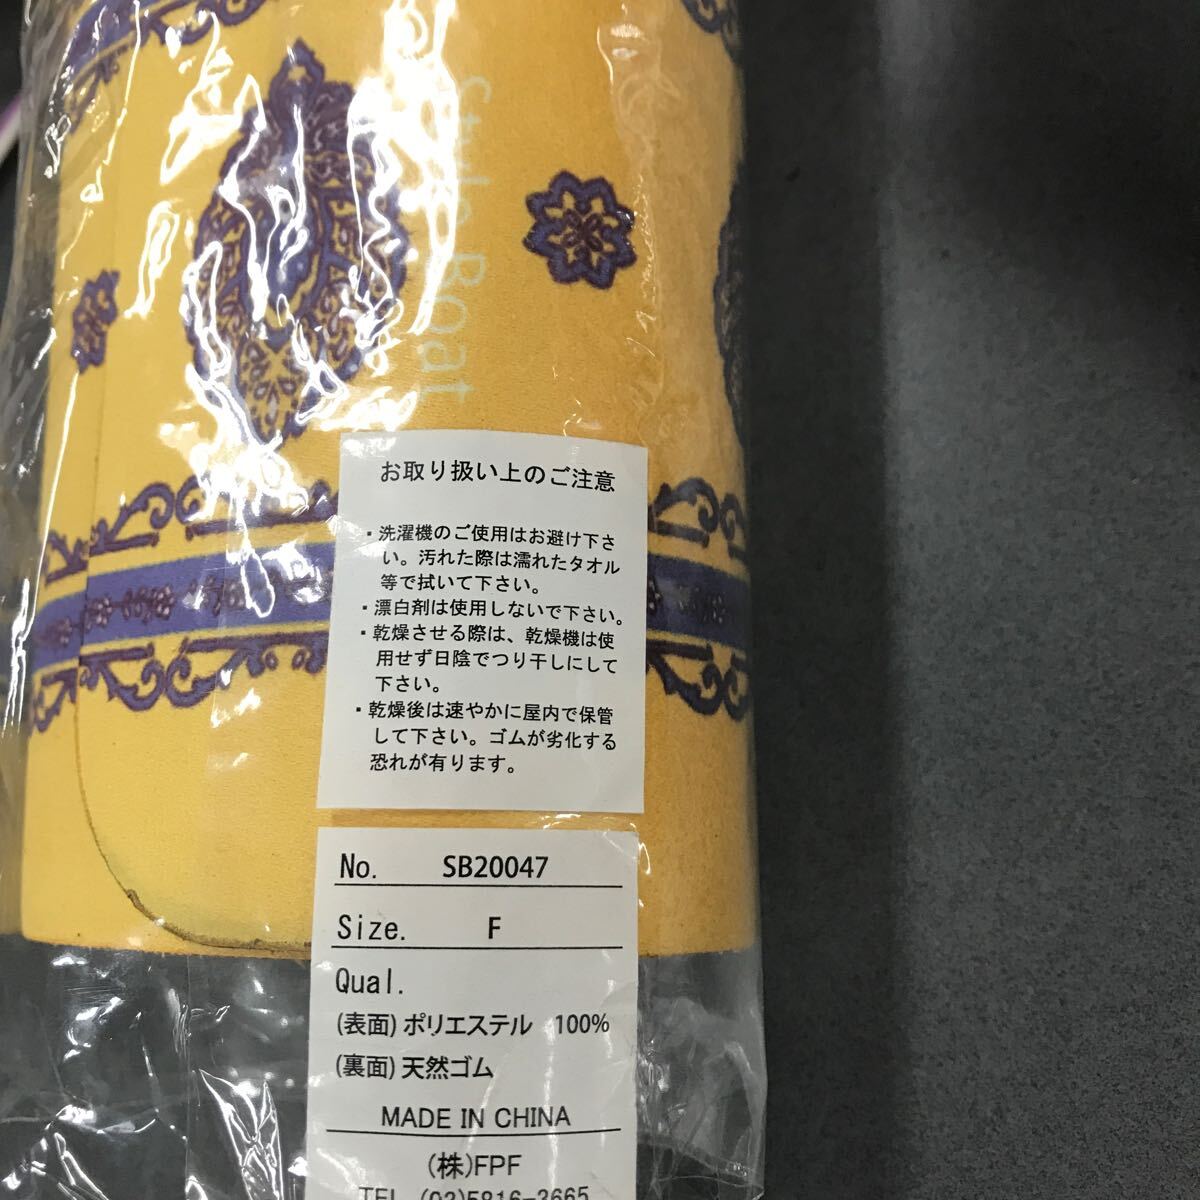 Style Boat
お取り扱い上のご注意
・洗濯機のご使用はお避け下さ
い。汚れた際は濡れたタオル
等で拭いて下さい。
・漂白剤は使用しないで下さい。
・乾燥させる際は、乾燥機は使
用せず日陰でつり干しにして
下さい。
・乾燥後は速やかに屋内で保管
して下さい。ゴムが劣化する
恐れが有ります。
No. SB20047
Size. F
Qual.
(表面) ポリエステル 100%
(裏面) 天然ゴム
MADE IN CHINA
(株)FPF
TEL (03)5816-3665